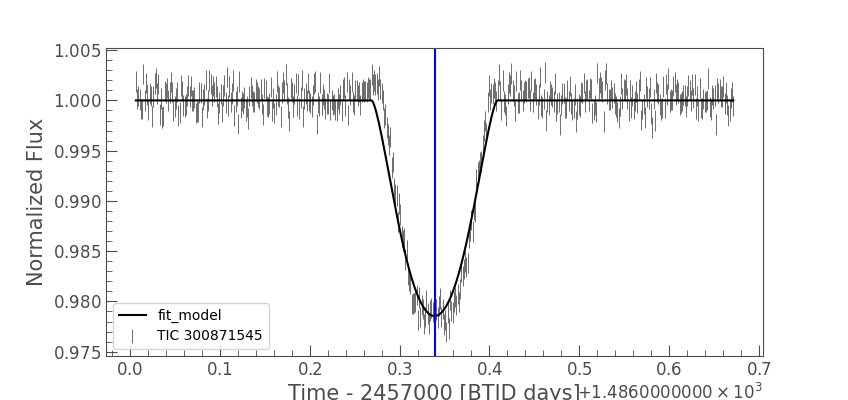 Normalized Flux
1.005
1.000
0.995
0.990
0.985
0.980
0.975
fit_model
TIC 300871545
0.0 0.1 0.2 0.3 0.4 0.5 0.6 0.7
Time - 2457000 [BTJD days]
+1.4860000000 × 10³